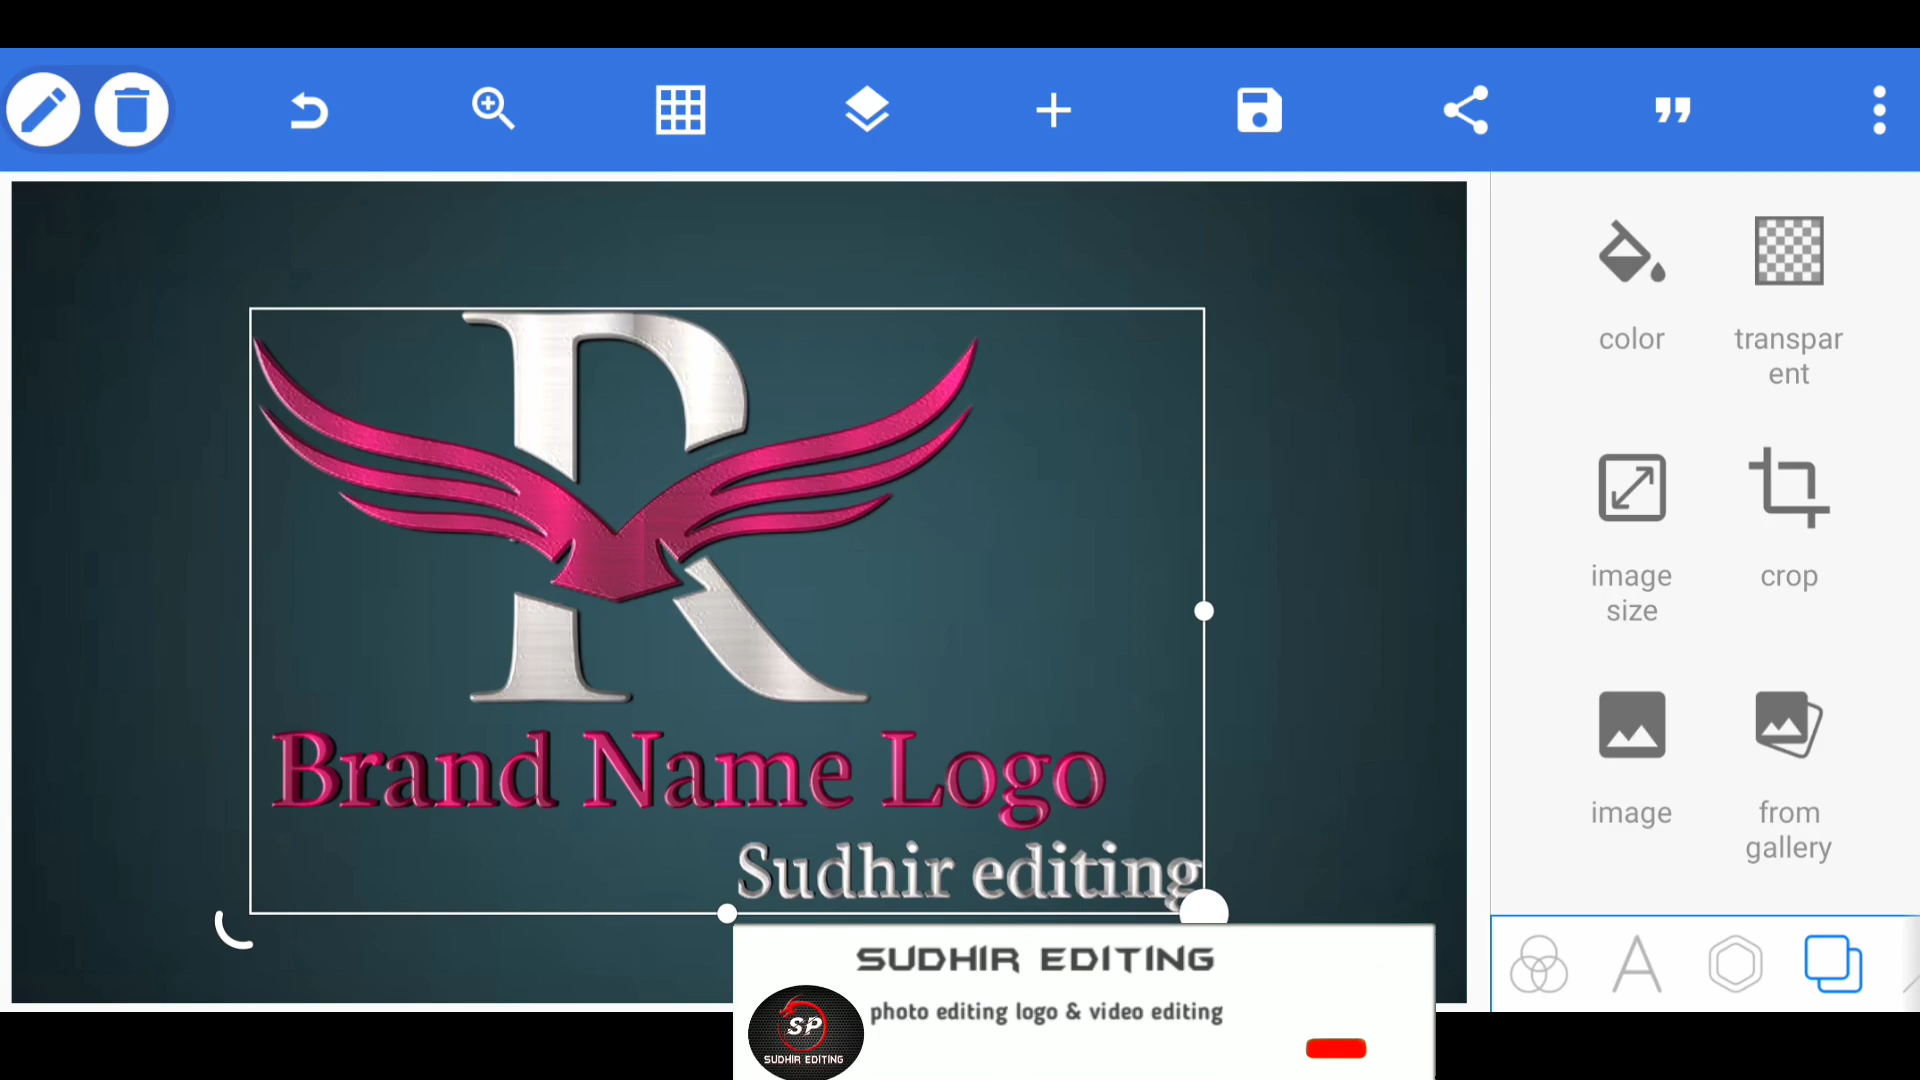 color
transpar
ent
image
size
crop
image
from
gallery
R
Brand Name Logo
Sudhir editing
SUDHIR EDITING
photo editing logo & video editing
SP
SUDHIR EDITING